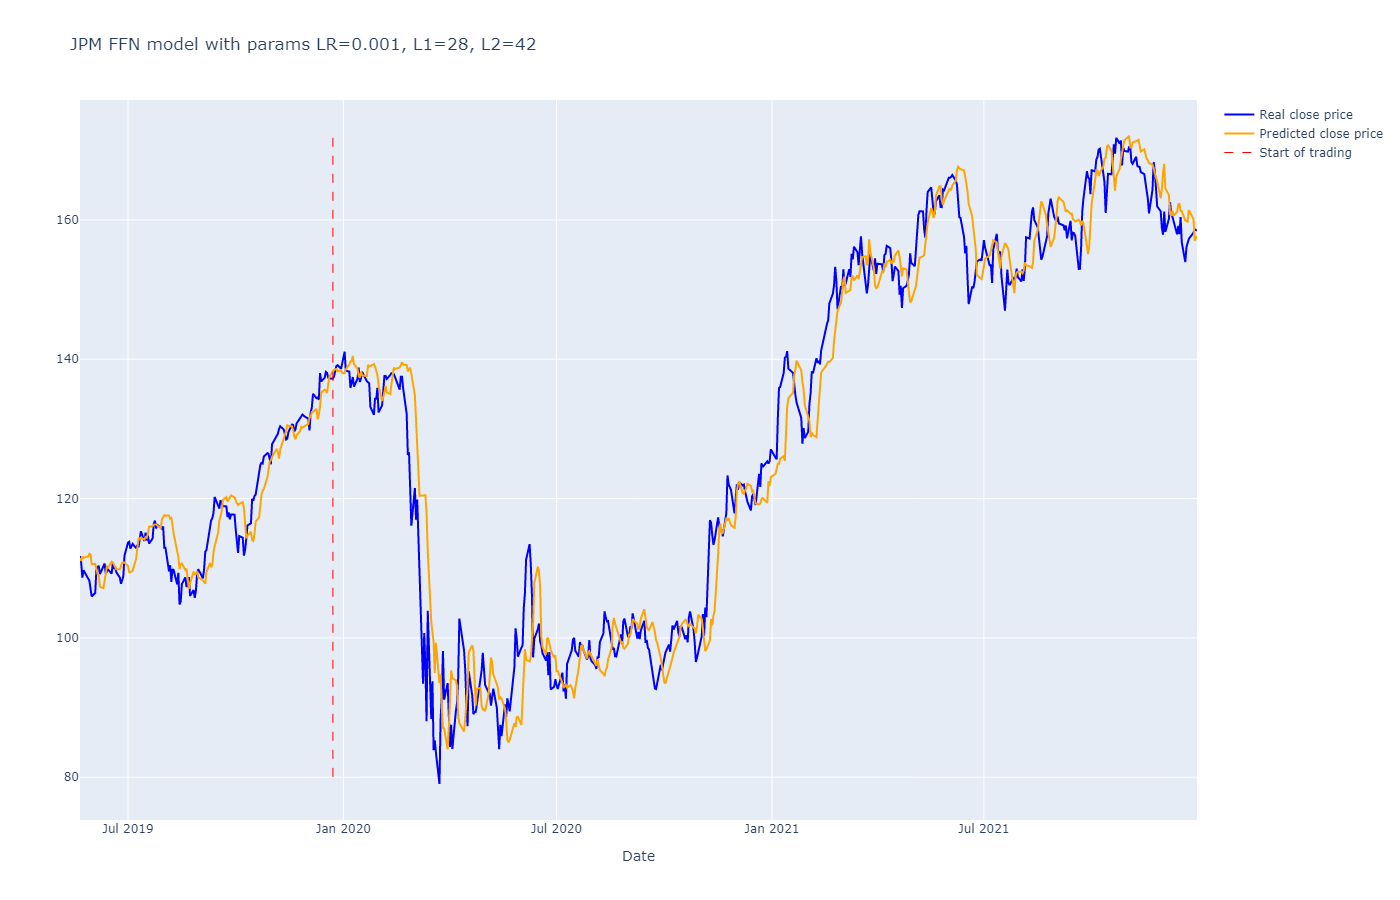 JPM FFN model with params LR=0.001, L1=28, L2=42
Real close price
Predicted close price
Start of trading
160
140
120
100
80
Jul 2019
Jan 2020
Jul 2020
Jan 2021
Jul 2021
Date